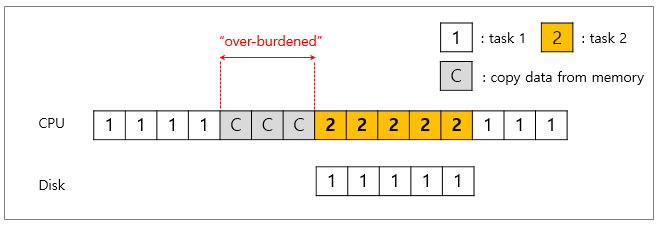 “over-burdened”
1 : task 1 2 : task 2
C : copy data from memory
CPU 1 1 1 1 C C C 2 2 2 2 2 1 1 1
Disk 1 1 1 1 1